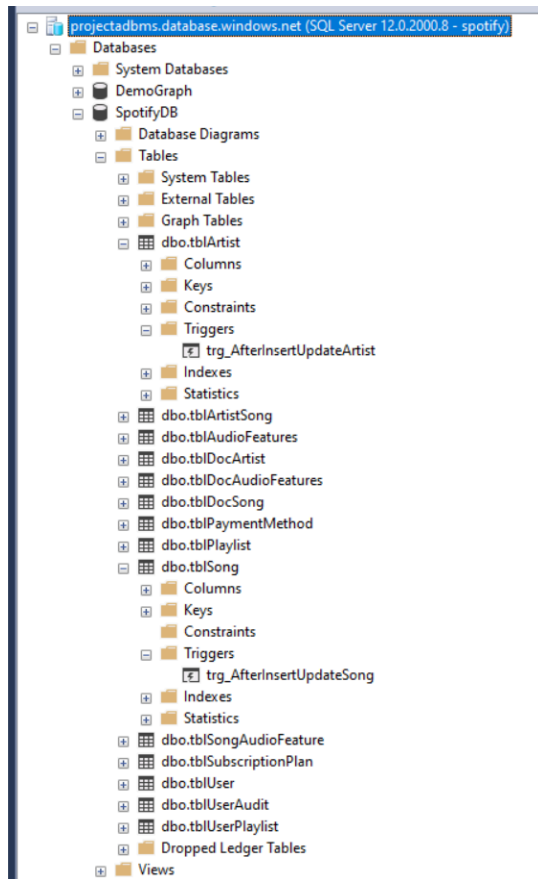 projectadbms.database.windows.net (SQL Server 12.0.2000.8 - spotify)
Databases
System Databases
DemoGraph
SpotifyDB
Database Diagrams
Tables
System Tables
External Tables
Graph Tables
dbo.tblArtist
Columns
Keys
Constraints
Triggers
trg_AfterInsertUpdateArtist
Indexes
Statistics
dbo.tblArtistSong
dbo.tblAudioFeatures
dbo.tblDocArtist
dbo.tblDocAudioFeatures
dbo.tblDocSong
dbo.tblPaymentMethod
dbo.tblPlaylist
dbo.tblSong
Columns
Keys
Constraints
Triggers
trg_AfterInsertUpdateSong
Indexes
Statistics
dbo.tblSongAudioFeature
dbo.tblSubscriptionPlan
dbo.tblUser
dbo.tblUserAudit
dbo.tblUserPlaylist
Dropped Ledger Tables
Views